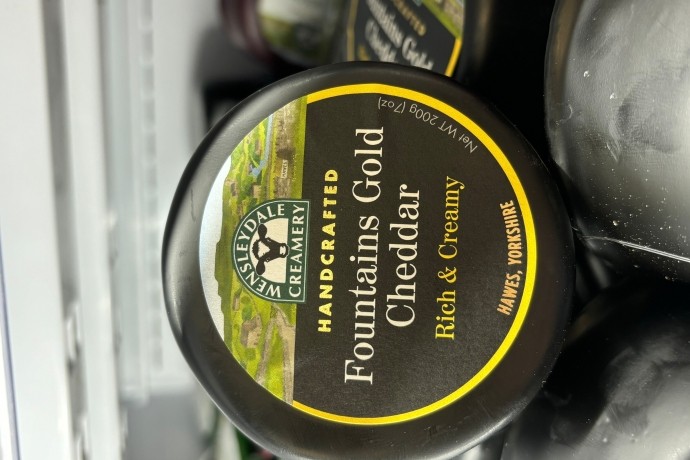 WENSLEYDALE
CREAMERY
HANDCRAFTED
Fountains Gold
Cheddar
Rich & Creamy
HAWES, YORKSHIRE
Net WT 200g (7oz)